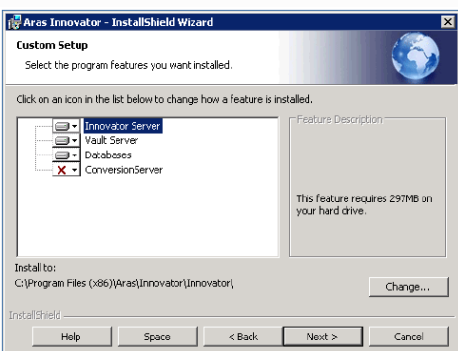 Aras Innovator - InstallShield Wizard
Custom Setup
Select the program features you want installed.
Click on an icon in the list below to change how a feature is installed.
Innovator Server
Vault Server
Databases
ConversionServer
Feature Description
This feature requires 297MB on
your hard drive.
Install to:
C:\Program Files (x86)\Aras\Innovator\Innovator\
Change...
InstallShield
Help
Space
< Back
Next >
Cancel